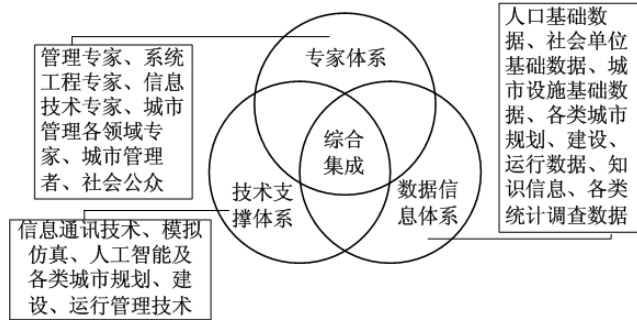 管理专家、系统
工程专家、信息
技术专家、城市
管理各领域专
家、城市管理
者、社会公众
专家体系
综合
集成
技术支
撑体系
数据信
息体系
人口基础数
据、社会单位
基础数据、城
市设施基础数
据、各类城市
规划、建设、
运行数据、知
识信息、各类
统计调查数据
信息通讯技术、模拟
仿真、人工智能及
各类城市规划、建
设、运行管理技术